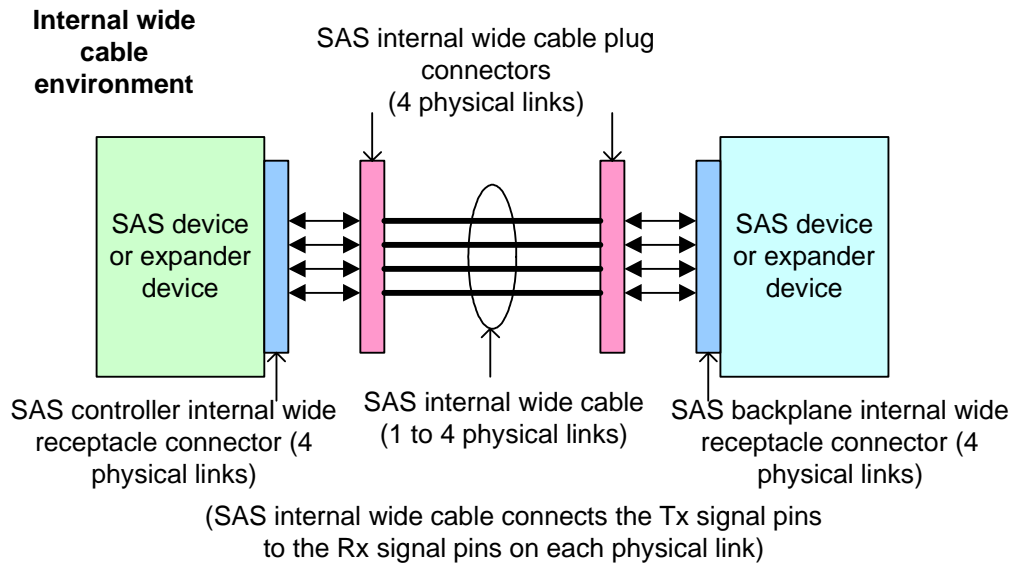 Internal wide
cable
environment
SAS internal wide cable plug
connectors
(4 physical links)
SAS device
or expander
device
SAS device
or expander
device
SAS controller internal wide
receptacle connector (4
physical links)
SAS internal wide cable
(1 to 4 physical links)
SAS backplane internal wide
receptacle connector (4
physical links)
(SAS internal wide cable connects the Tx signal pins
to the Rx signal pins on each physical link)